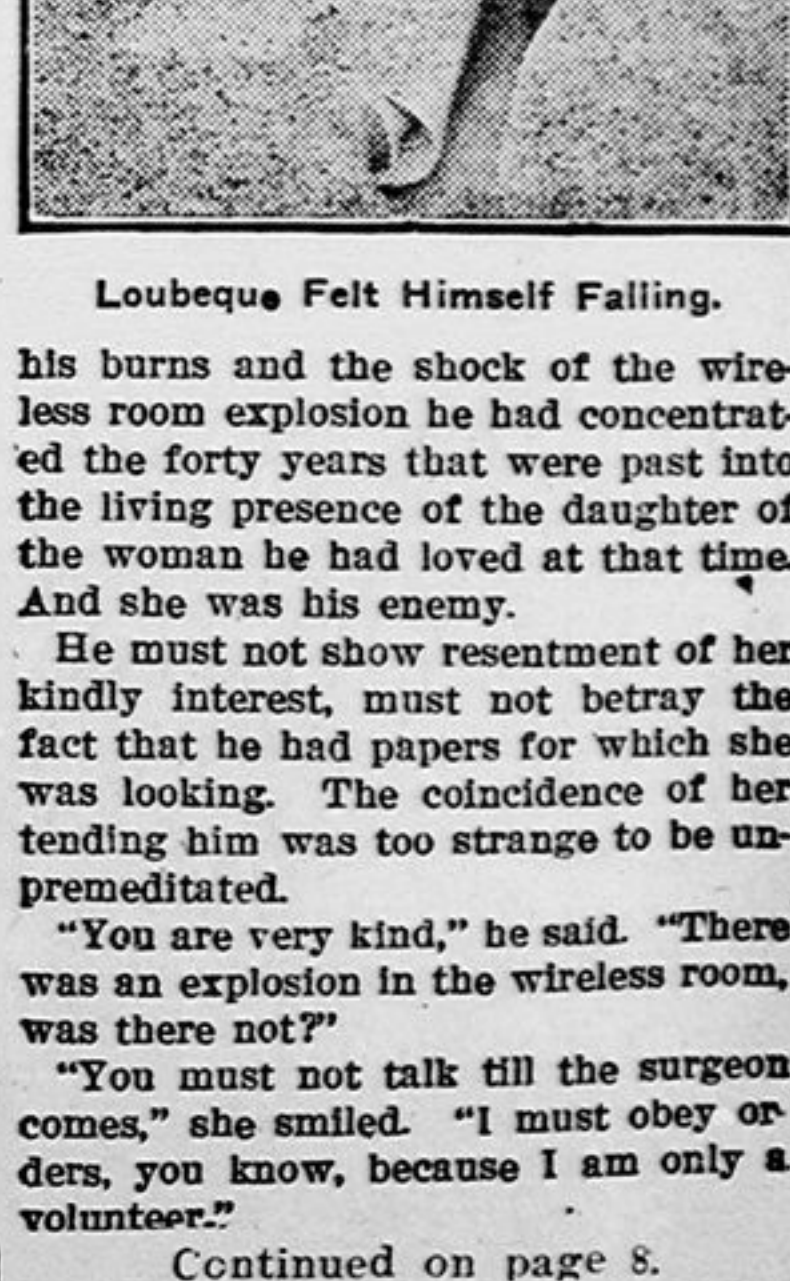 Loubeque Felt Himself Falling.
his burns and the shock of the wire-
less room explosion he had concentrat-
ed the forty years that were past into
the living presence of the daughter of
the woman he had loved at that time.
And she was his enemy.
He must not show resentment of her
kindly interest, must not betray the
fact that he had papers for which she
was looking. The coincidence of her
tending him was too strange to be un-
premeditated.
"You are very kind," he said. "There
was an explosion in the wireless room,
was there not?"
"You must not talk till the surgeon
comes," she smiled. "I must obey or-
ders, you know, because I am only a
volunteer."
Continued on page 8.